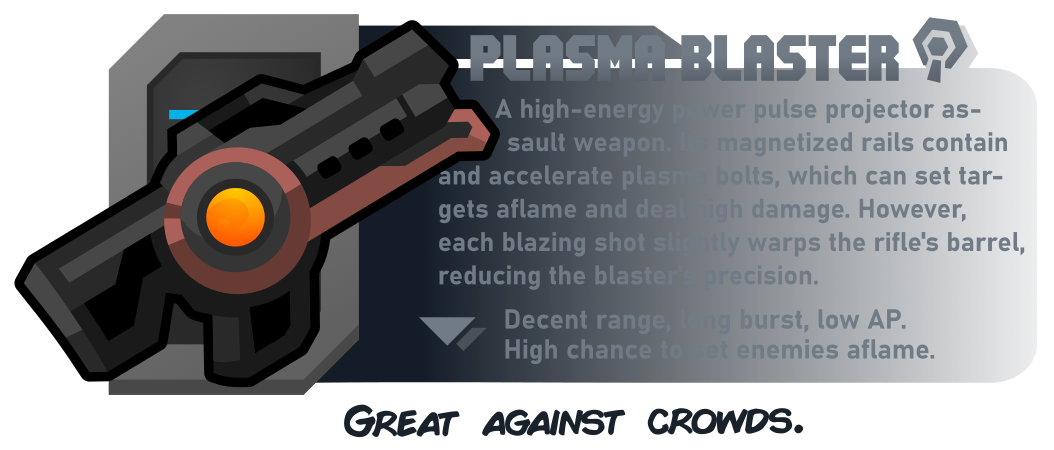 PLASMA BLASTER
A high-energy power pulse projector as-
sault weapon. Its magnetized rails contain
and accelerate plasma bolts, which can set tar-
gets aflame and deal high damage. However,
each blazing shot slightly warps the rifle's barrel,
reducing the blaster's precision.
Decent range, long burst, low AP.
High chance to set enemies aflame.
GREAT AGAINST CROWDS.